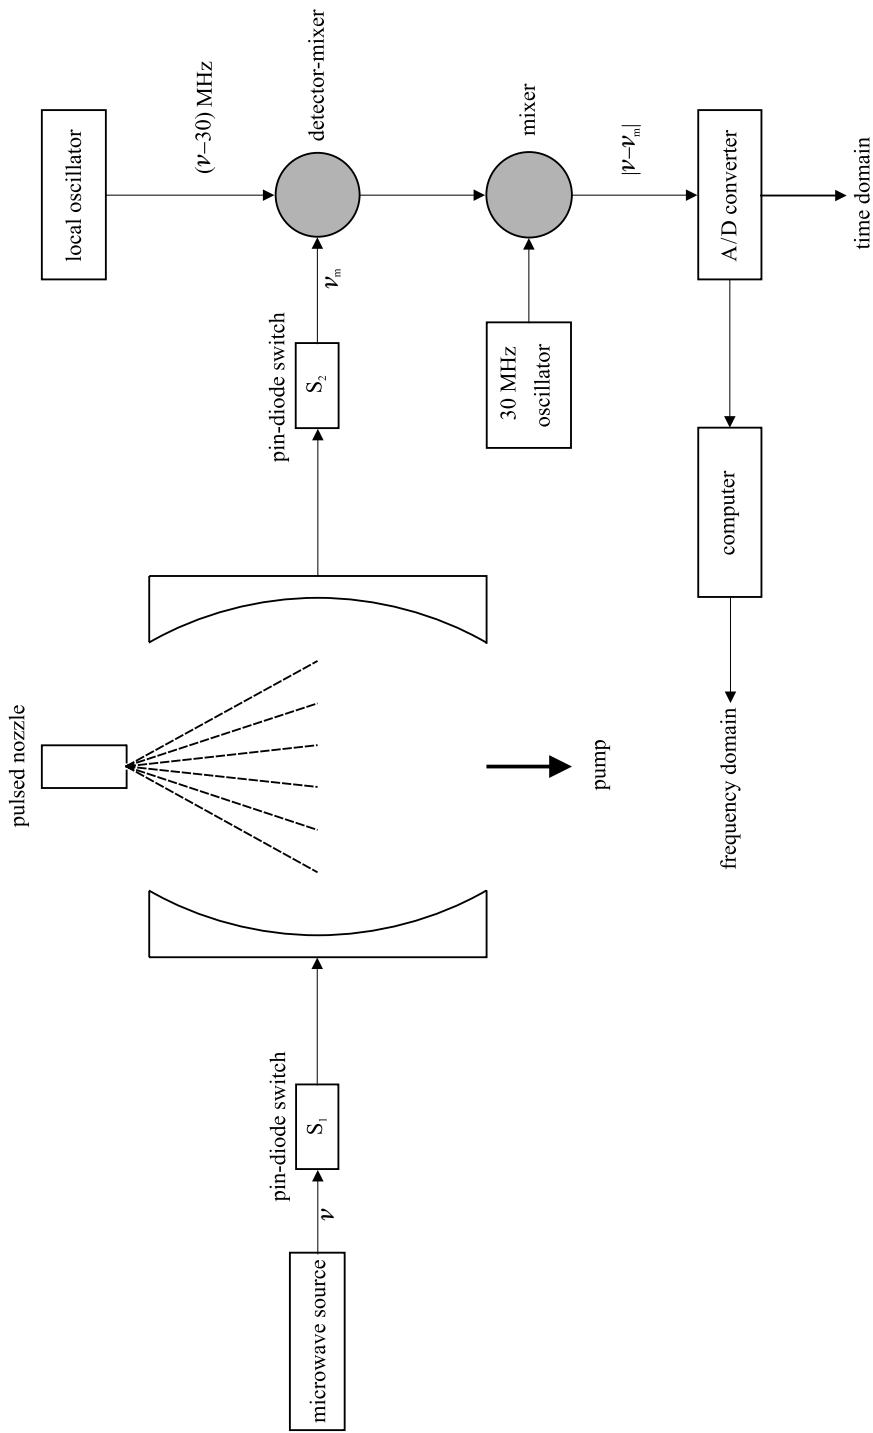 pulsed nozzle
local oscillator
(ν−30) MHz
detector-mixer
pin-diode switch
S₂
νₘ
30 MHz
oscillator
mixer
|ν−νₘ|
A/D converter
time domain
computer
frequency domain
pump
pin-diode switch
S₁
ν
microwave source